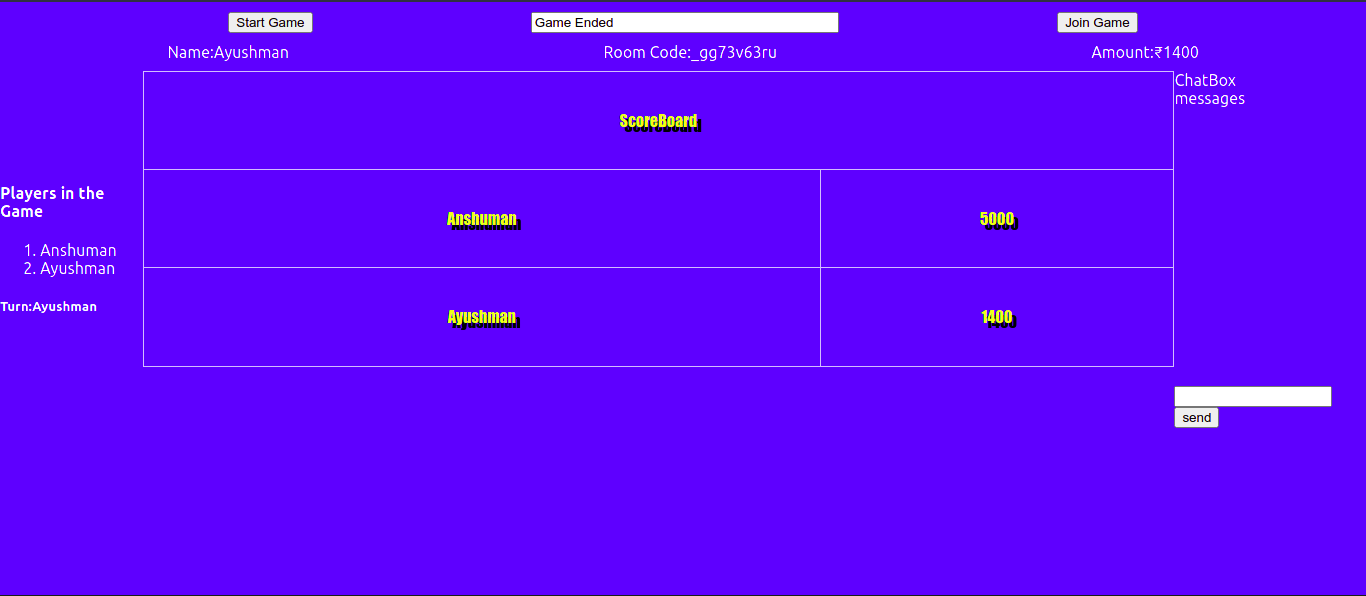 Start Game
Game Ended
Join Game
Name:Ayushman
Room Code:_gg73v63ru
Amount:₹1400
Players in the
Game
1. Anshuman
2. Ayushman
Turn:Ayushman
ScoreBoard
Anshuman
5000
Ayushman
1400
ChatBox
messages
send